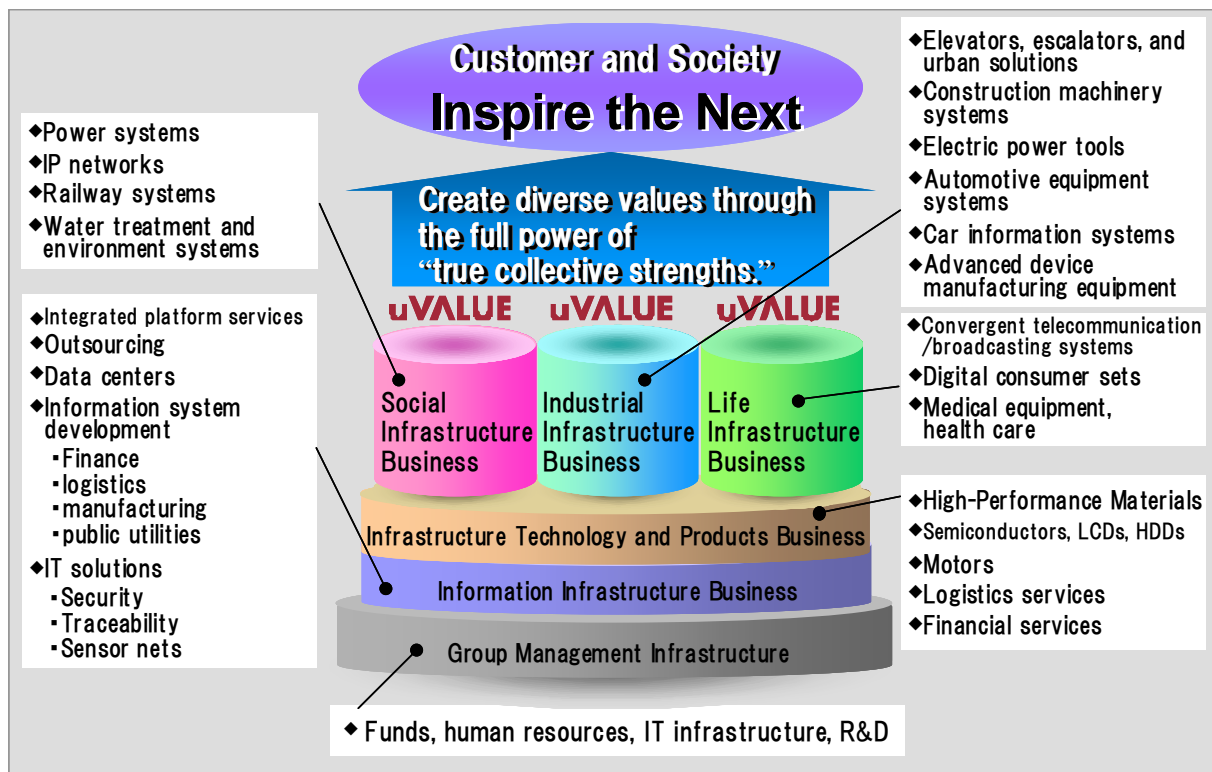 Customer and Society
Inspire the Next
Create diverse values through
the full power of
“true collective strengths.”
◆Power systems
◆IP networks
◆Railway systems
◆Water treatment and
environment systems
◆Integrated platform services
◆Outsourcing
◆Data centers
◆Information system
development
▪Finance
▪logistics
▪manufacturing
▪public utilities
◆IT solutions
▪Security
▪Traceability
▪Sensor nets
uVALUE
uVALUE
uVALUE
Social
Infrastructure
Business
Industrial
Infrastructure
Business
Life
Infrastructure
Business
Infrastructure Technology and Products Business
Information Infrastructure Business
Group Management Infrastructure
◆Elevators, escalators, and
urban solutions
◆Construction machinery
systems
◆Electric power tools
◆Automotive equipment
systems
◆Car information systems
◆Advanced device
manufacturing equipment
◆Convergent telecommunication
/broadcasting systems
◆Digital consumer sets
◆Medical equipment,
health care
◆High-Performance Materials
◆Semiconductors, LCDs, HDDs
◆Motors
◆Logistics services
◆Financial services
◆ Funds, human resources, IT infrastructure, R&D